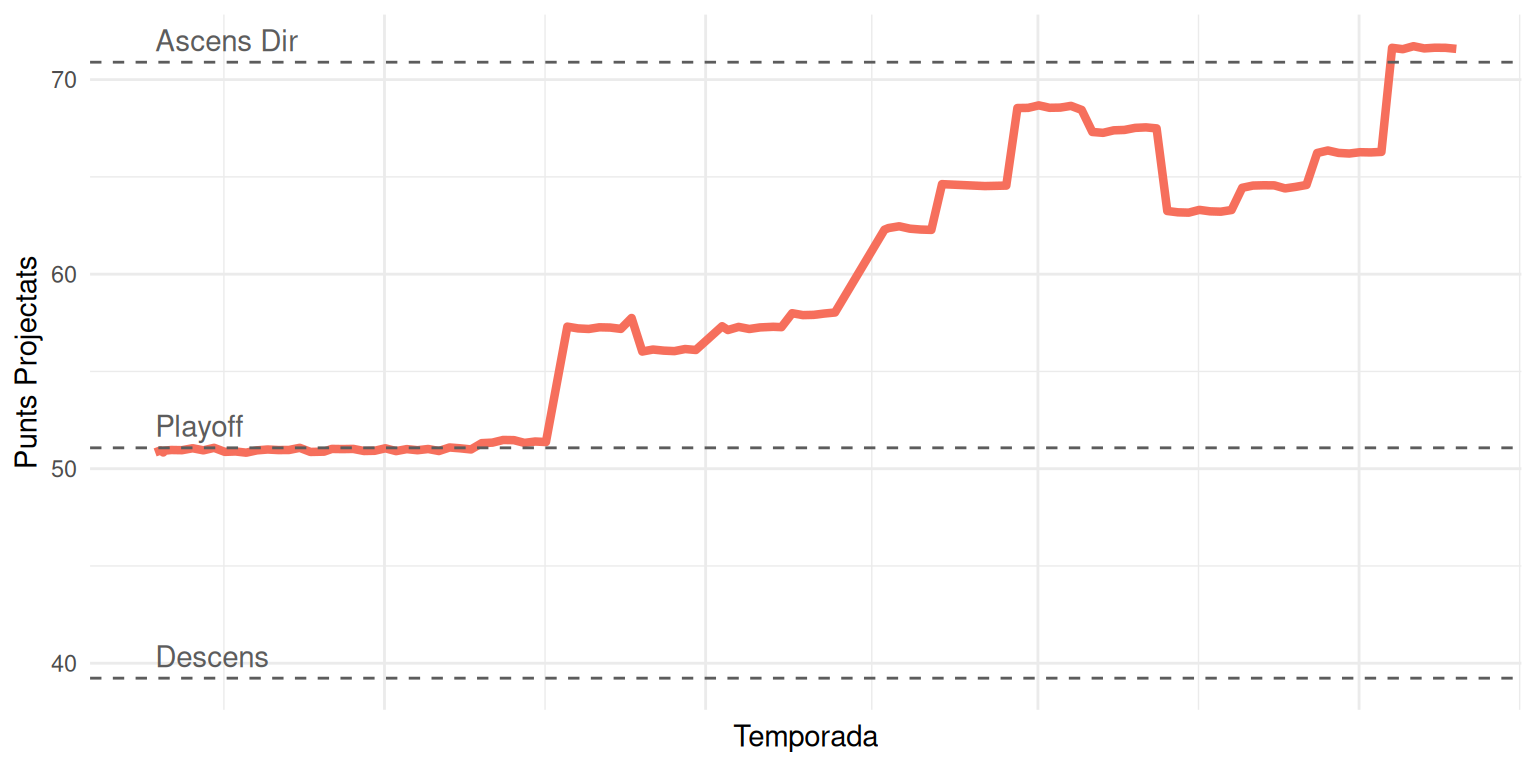 Ascens Dir
70
60
Punts Projectats
Playoff
50
Descens
40
Temporada